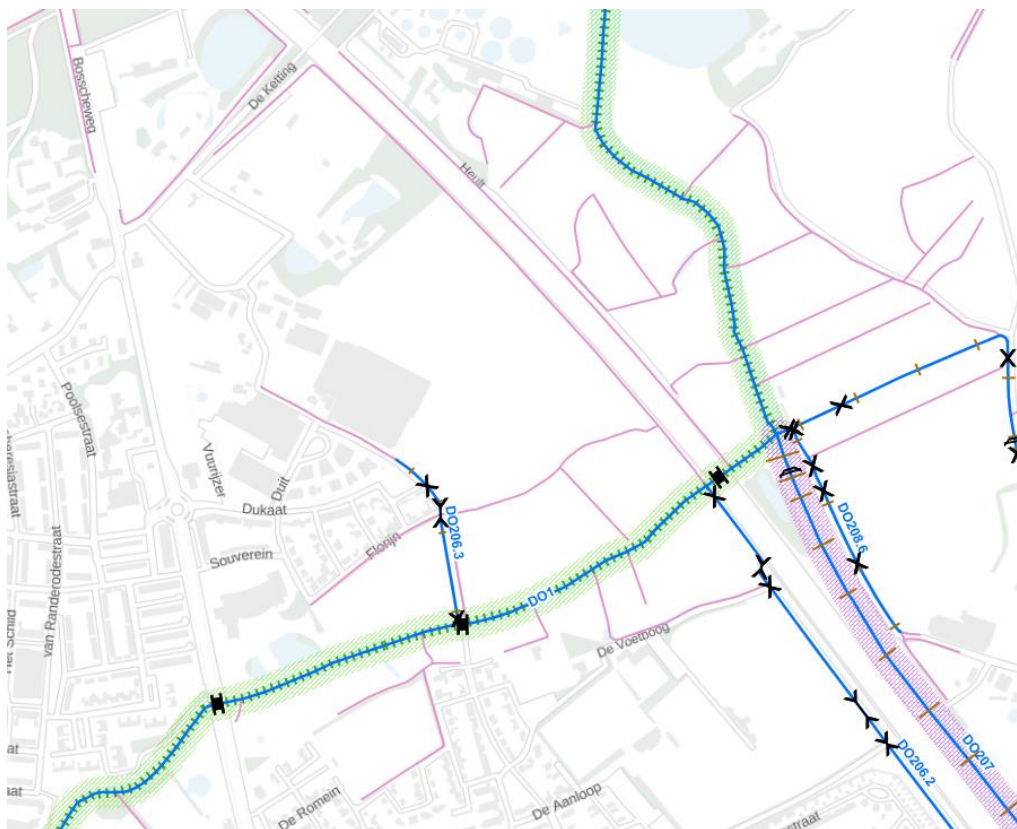 Bosscheweg
De Ketting
Heult
Poolsestraat
Vuurijzer
Duit
Dukaat
Florijn
Souverein
van Randerodestraat
DO206.3
DO1
DO208.6
De Voetboog
DO207
DO206.2
De Romein
De Aanloop